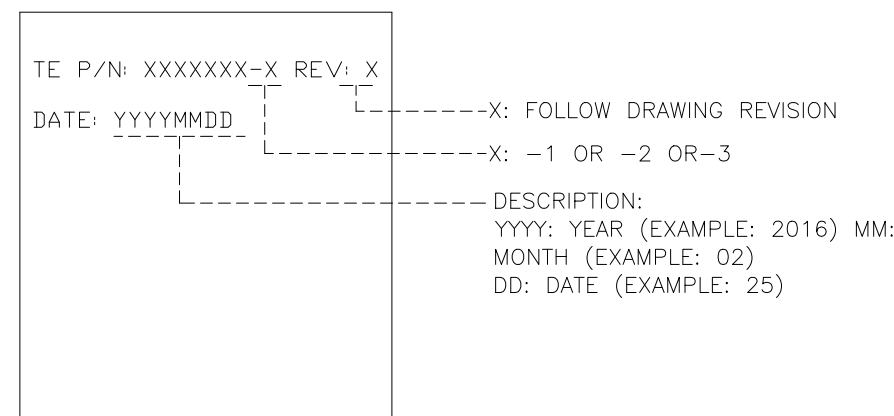 TE P/N: XXXXXXX-X REV: X
DATE: YYYYMMDD
X: FOLLOW DRAWING REVISION
X: -1 OR -2 OR-3
DESCRIPTION:
YYYY: YEAR (EXAMPLE: 2016) MM:
MONTH (EXAMPLE: 02)
DD: DATE (EXAMPLE: 25)